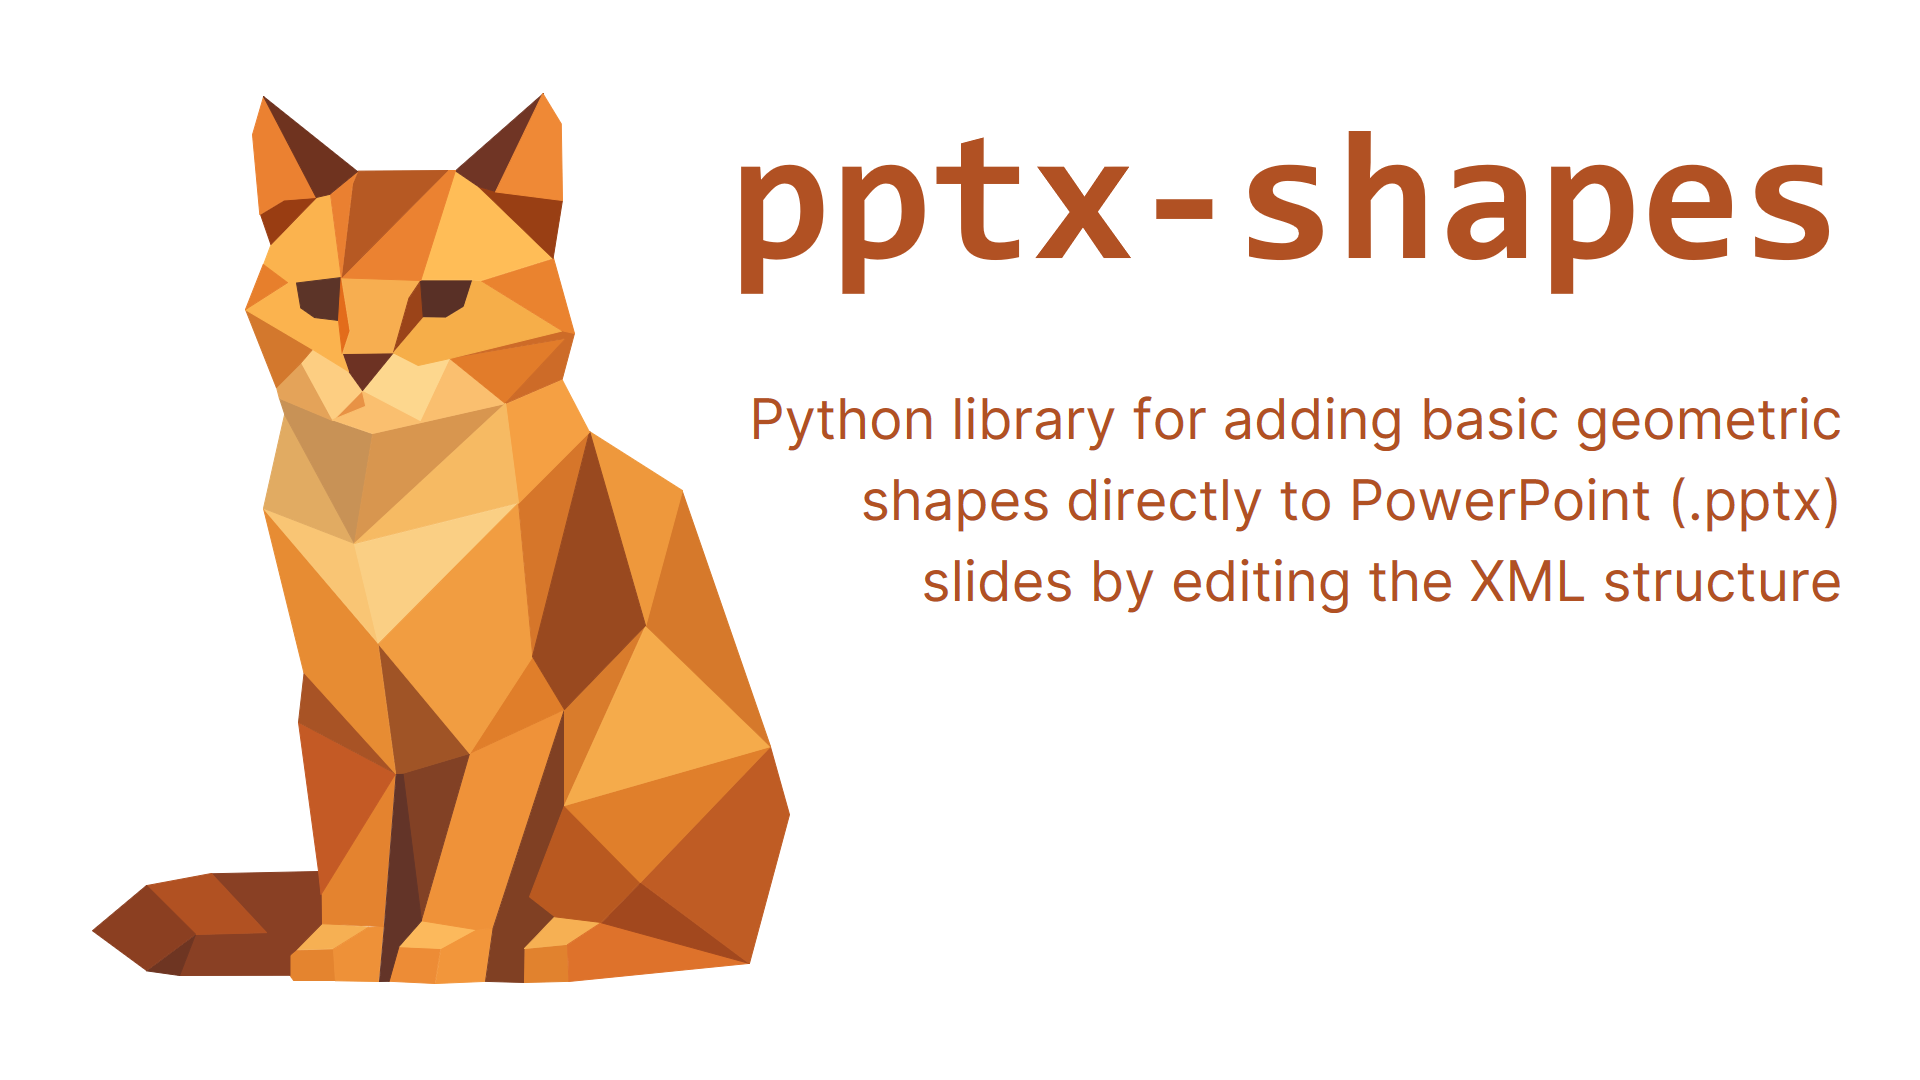 pptx-shapes
Python library for adding basic geometric
shapes directly to PowerPoint (.pptx)
slides by editing the XML structure